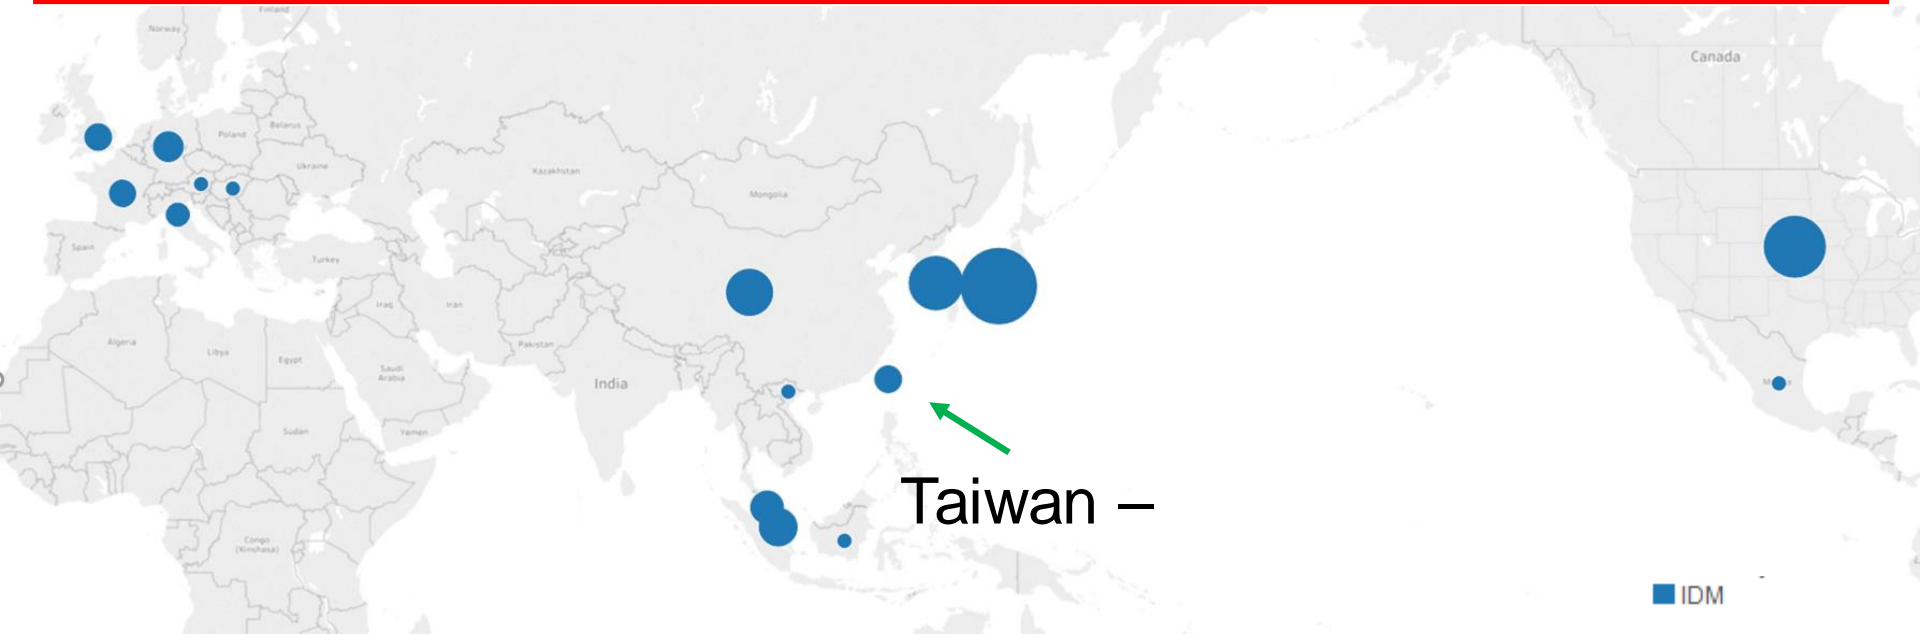 Finland
Norway
Canada
Belarus
Poland
Ukraine
Kazakhstan
Mongolia
Spain
Turkey
Iraq
Iran
Algeria
Libya
Egypt
Pakistan
Saudi
Arabia
India
Sudan
Yemen
Taiwan –
Congo
(Kinshasa)
IDM